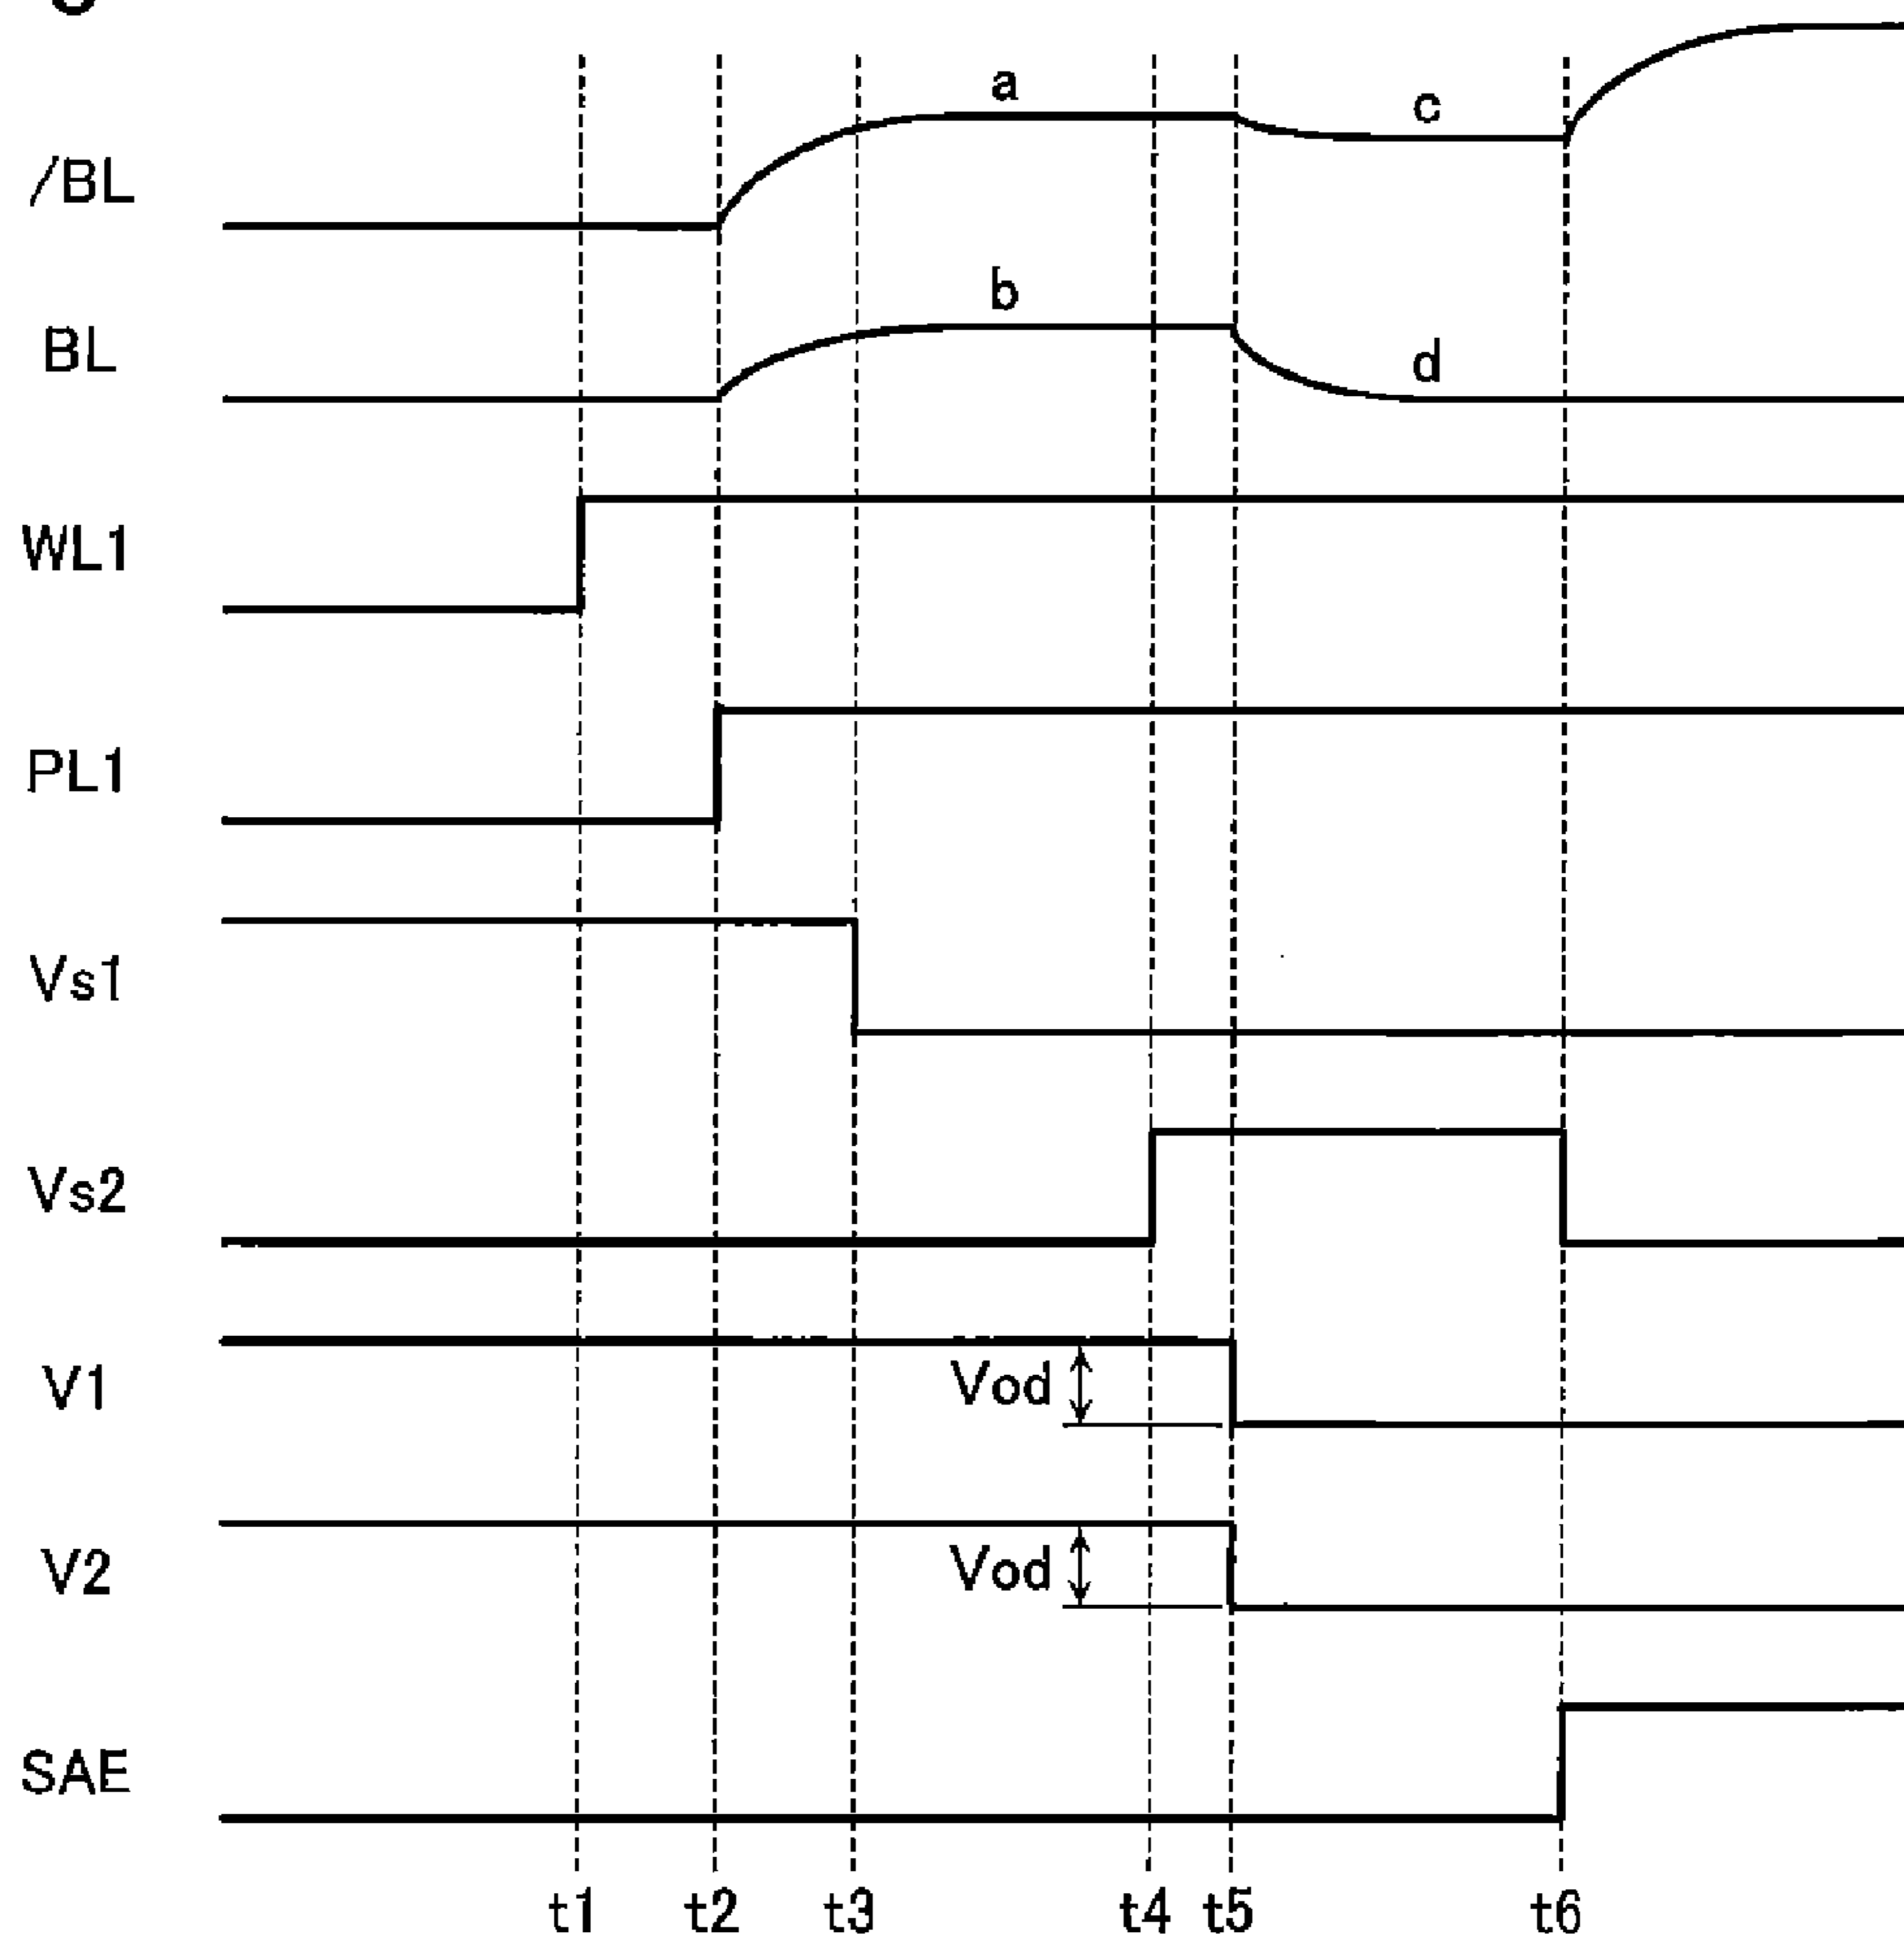 a
c
/BL
b
BL
d
WL1
PL1
Vs1
Vs2
V1
Vod
V2
Vod
SAE
t1 t2 t3 t4 t5 t6